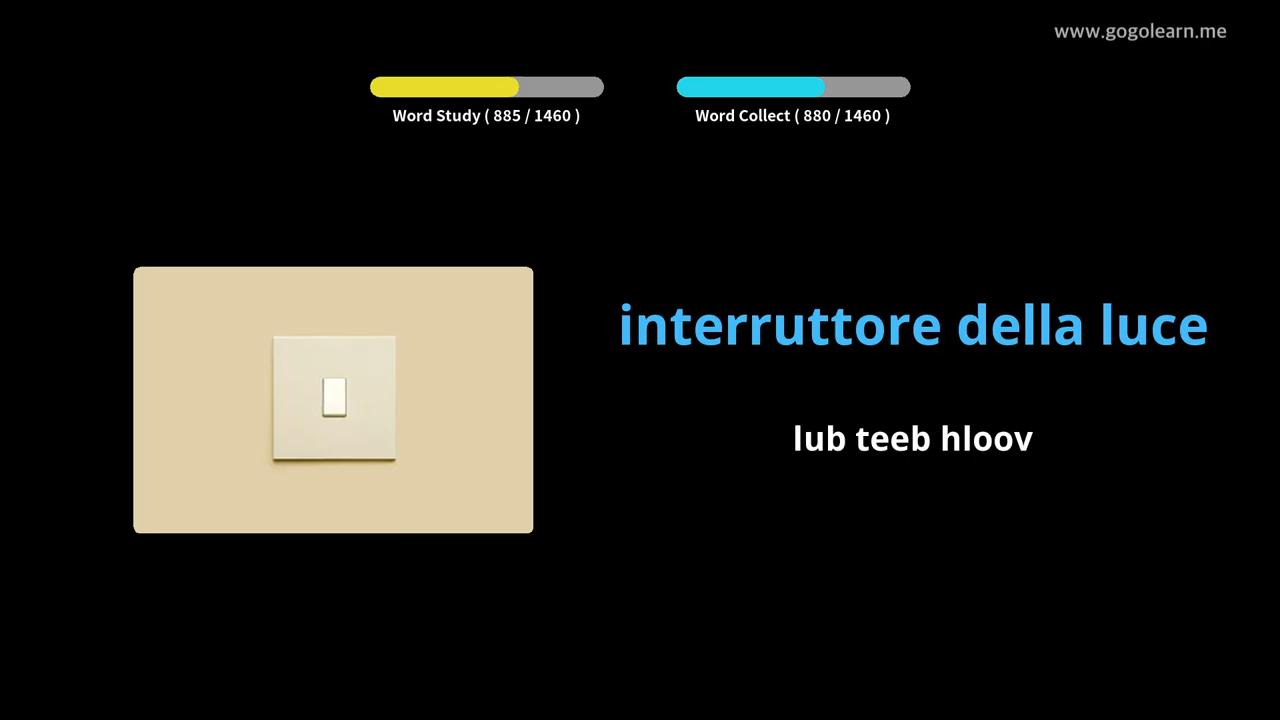 www.gogolearn.me
Word Study ( 885 / 1460 )
Word Collect ( 880 / 1460 )
interruttore della luce
lub teeb hloov